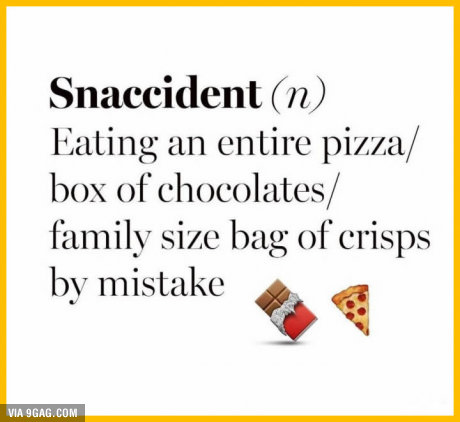 Snaccident (n)
Eating an entire pizza/
box of chocolates/
family size bag of crisps
by mistake
VIA 9GAG.COM